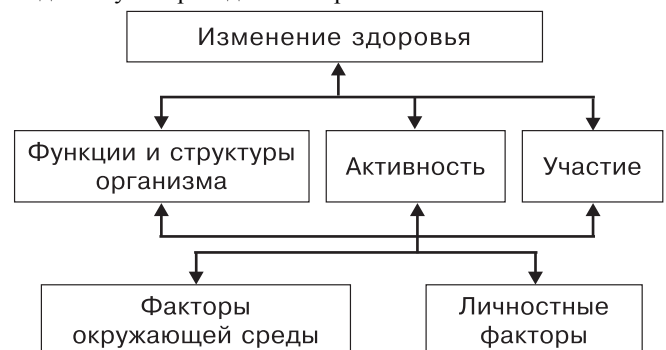 Изменение здоровья
Функции и структуры
организма
Активность
Участие
Факторы
окружающей среды
Личностные
факторы